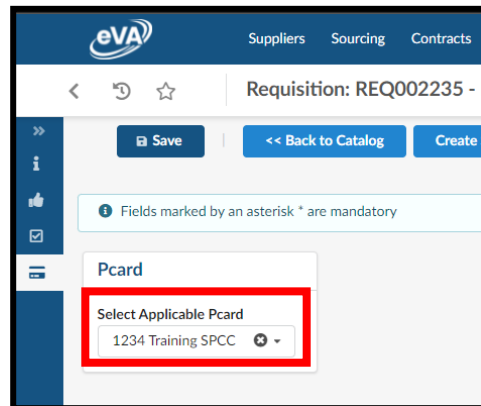 eVA
Suppliers Sourcing Contracts
Requisition: REQ002235 -
Save
<< Back to Catalog
Create
Fields marked by an asterisk * are mandatory
Pcard
Select Applicable Pcard
1234 Training SPCC